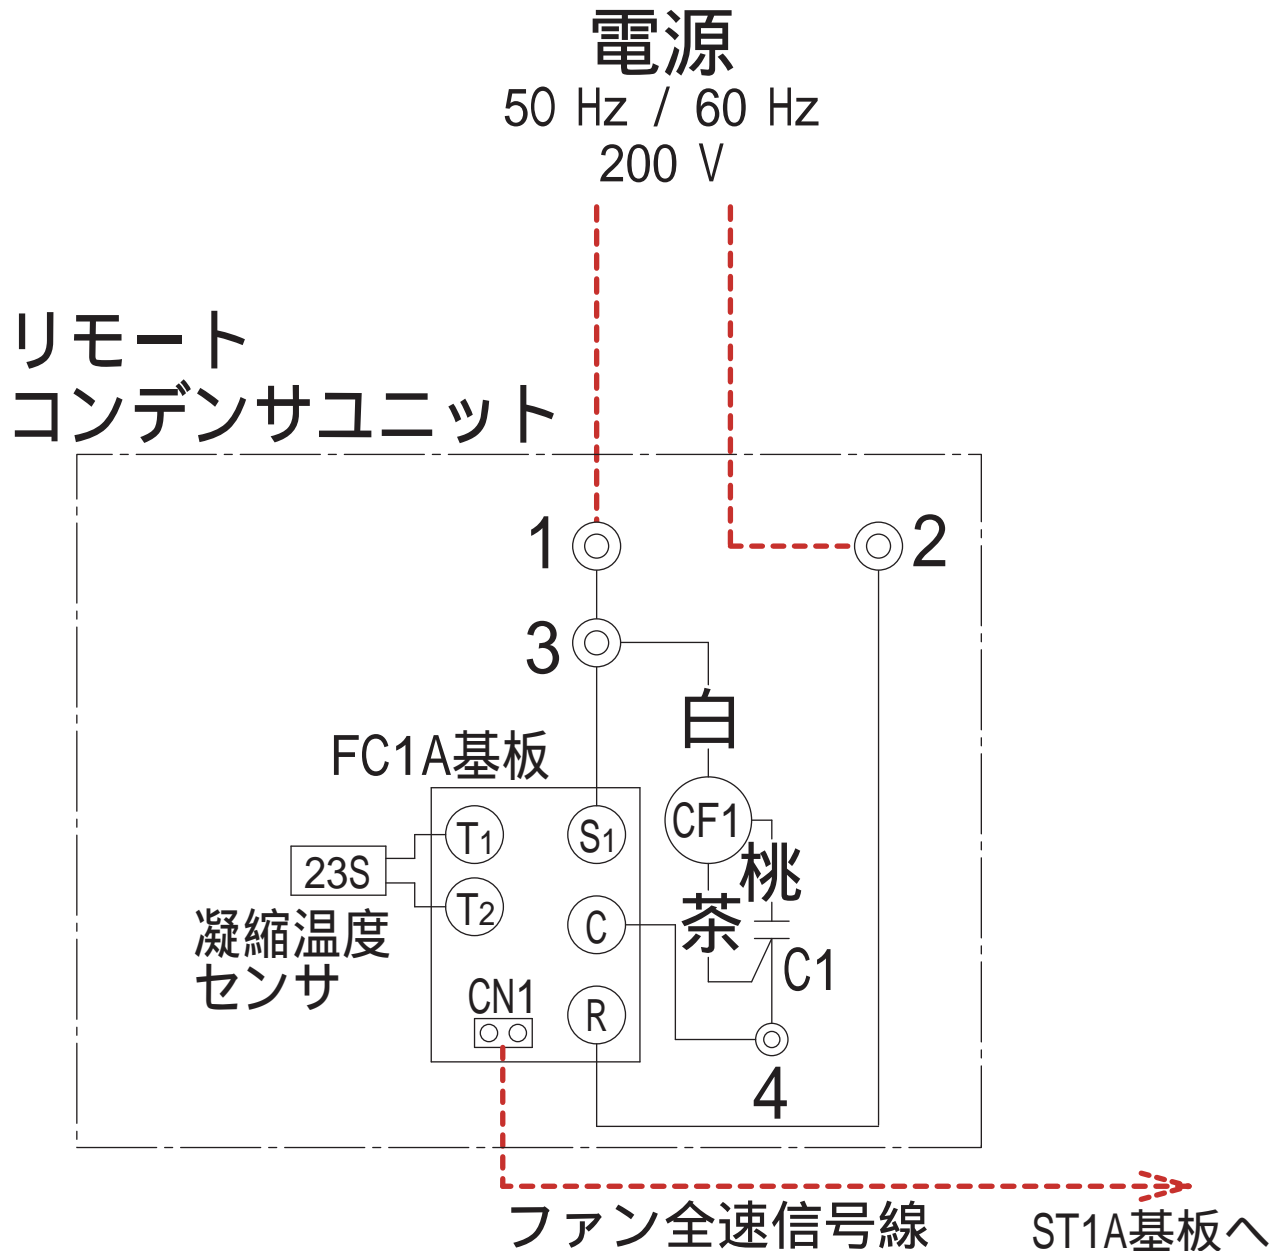 電源
50 Hz / 60 Hz
200 V
リモート
コンデンサユニット
1
2
3
白
FC1A基板
CF1
T1
S1
23S
桃
T2
C
茶
凝縮温度
センサ
C1
CN1
R
4
ファン全速信号線
ST1A基板へ